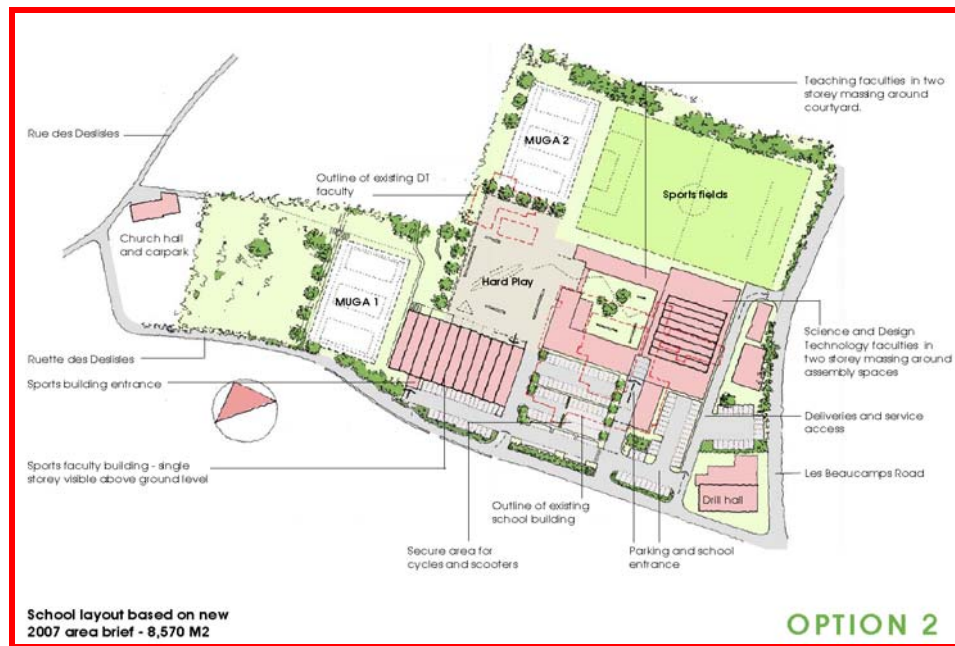 Teaching faculties in two
storey massing around
courtyard.
MUGA 2
Rue des Deslisles
Outline of existing DT
faculty
Sports fields
Church hall
and carpark
Hard Play
MUGA 1
Science and Design
Technology faculties in
two storey massing around
assembly spaces
Ruette des Deslisles
Sports building entrance
Deliveries and service
access
Sports faculty building - single
storey visible above ground level
Les Beaucamps Road
Drill hall
Outline of existing
school building
Secure area for
cycles and scooters
Parking and school
entrance
School layout based on new
2007 area brief - 8,570 M2
OPTION 2